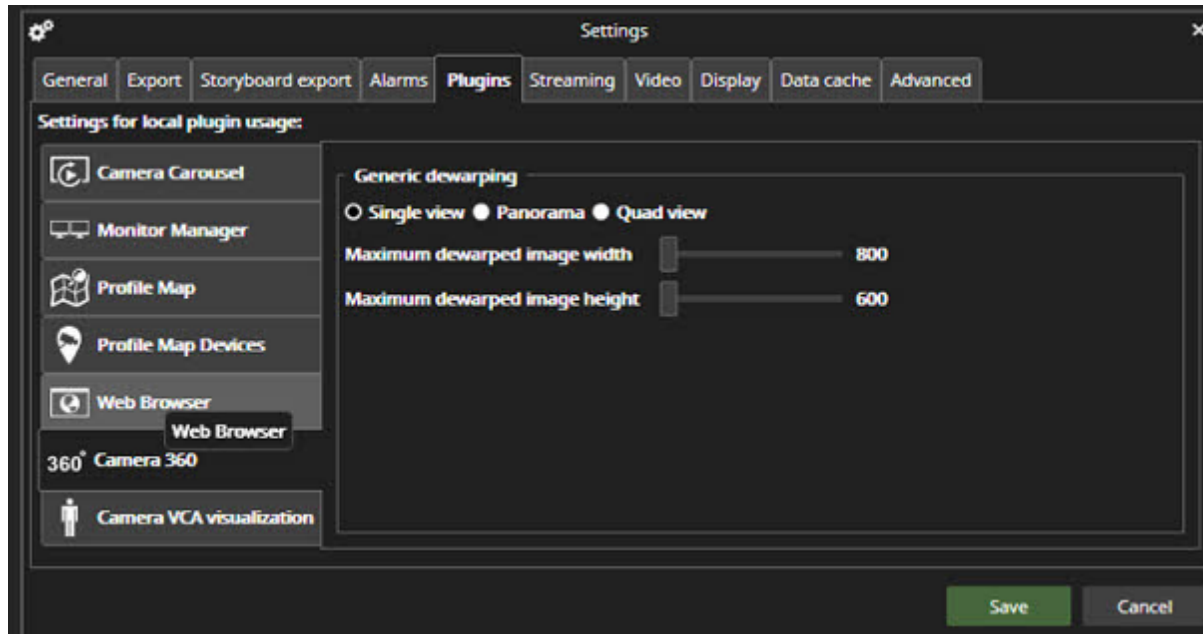 Settings
General Export Storyboard export Alarms Plugins Streaming Video Display Data cache Advanced
Settings for local plugin usage:
Camera Carousel
Monitor Manager
Profile Map
Profile Map Devices
Web Browser
Web Browser
360° Camera 360
Camera VCA visualization
Generic dewarping
Single view Panorama Quad view
Maximum dewarped image width 800
Maximum dewarped image height 600
Save Cancel